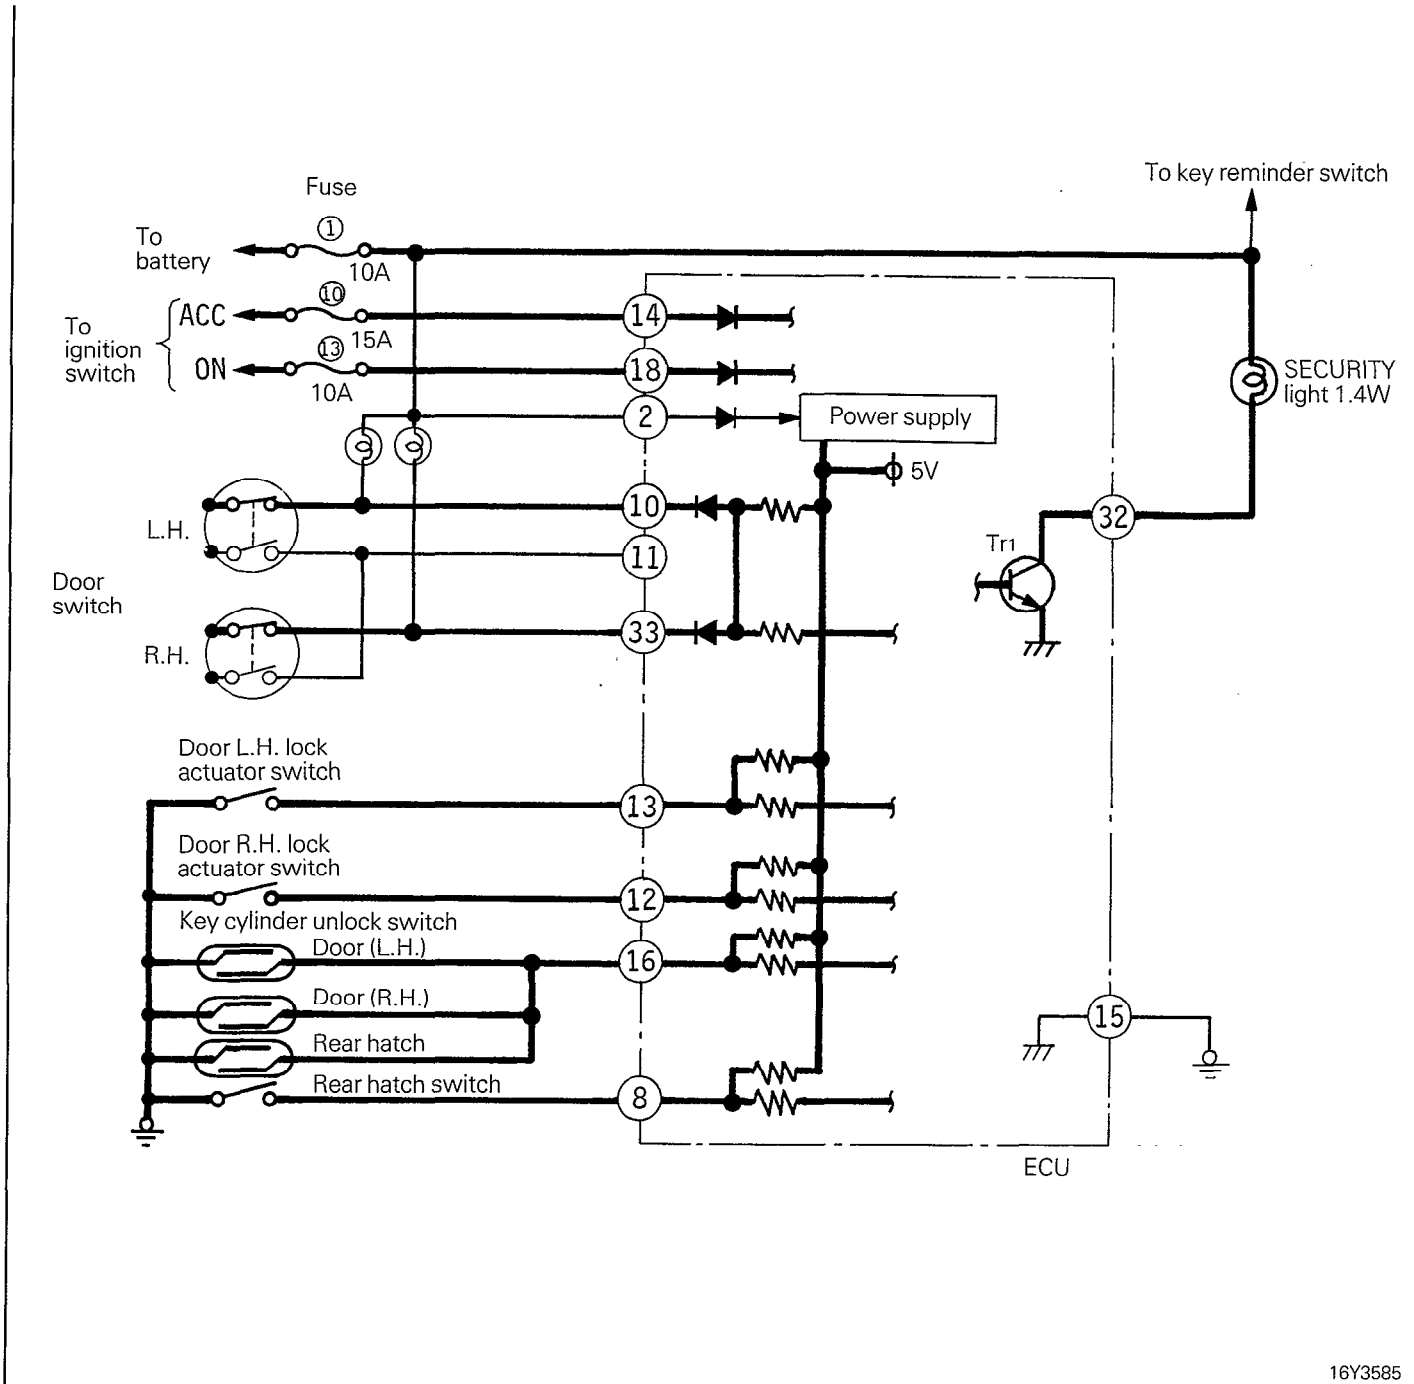 To key reminder switch
Fuse
①
To
battery
10A
⑩
ACC
14
15A
To
ignition
switch
⑬
ON
18
10A
SECURITY
light 1.4W
2
Power supply
5V
10
32
L.H.
11
Tr1
Door
switch
33
R.H.
Door L.H. lock
actuator switch
13
Door R.H. lock
actuator switch
12
Key cylinder unlock switch
Door (L.H.)
16
Door (R.H.)
15
Rear hatch
Rear hatch switch
8
ECU
16Y3585